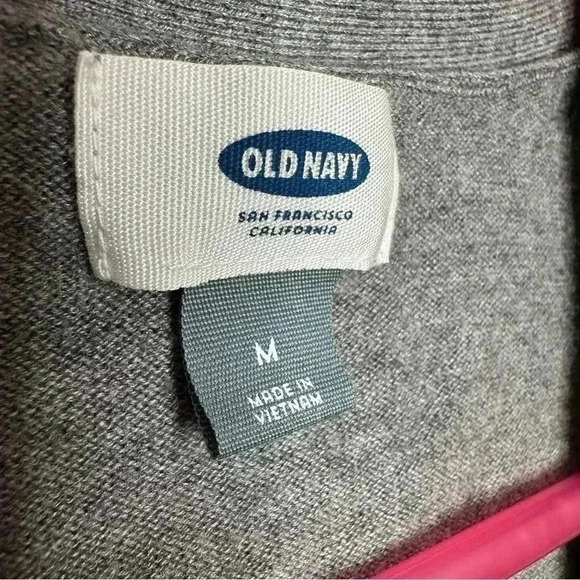 OLD NAVY
SAN FRANCISCO
CALIFORNIA
M
MADE IN
VIETNAM